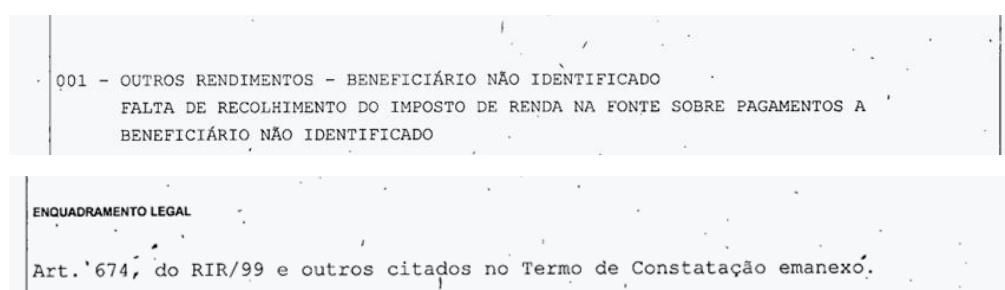 001 - OUTROS RENDIMENTOS - BENEFICIÁRIO NÃO IDENTIFICADO
FALTA DE RECOLHIMENTO DO IMPOSTO DE RENDA NA FONTE SOBRE PAGAMENTOS A
BENEFICIÁRIO NÃO IDENTIFICADO
ENQUADRAMENTO LEGAL
Art. 674, do RIR/99 e outros citados no Termo de Constatação emanexo.